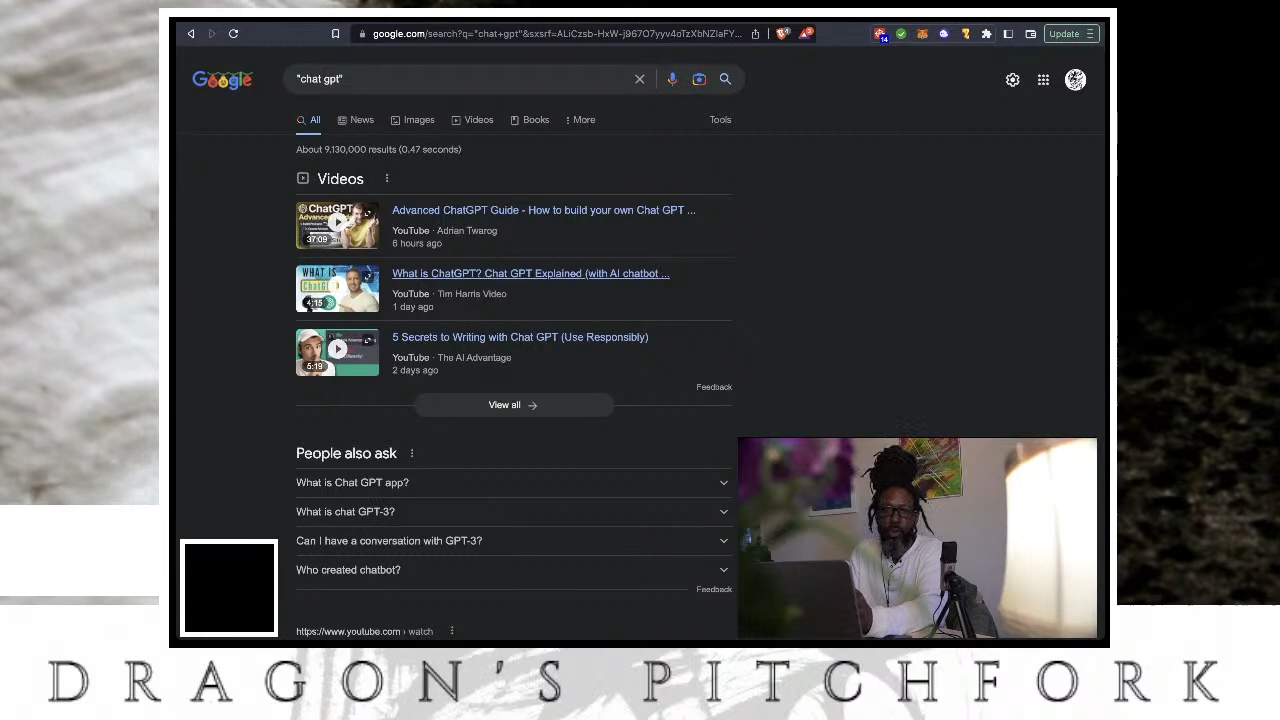 google.com/search?q="chat+gpt"&sxsrf=ALiCzsb-HxW-j967O7yyv4oTzXbNZlaFY...
14
Update
Google
"chat gpt"
All
News
Images
Videos
Books
More
Tools
About 9,130,000 results (0.47 seconds)
Videos
ChatGPT
37:09
Advanced ChatGPT Guide - How to build your own Chat GPT ...
YouTube · Adrian Twarog
6 hours ago
WHAT IS
4:15
What is ChatGPT? Chat GPT Explained (with AI chatbot ...
YouTube · Tim Harris Video
1 day ago
5:19
5 Secrets to Writing with Chat GPT (Use Responsibly)
YouTube · The AI Advantage
2 days ago
Feedback
View all
People also ask
What is Chat GPT app?
What is chat GPT-3?
Can I have a conversation with GPT-3?
Who created chatbot?
Feedback
https://www.youtube.com › watch
DRAGON'S PITCHFORK